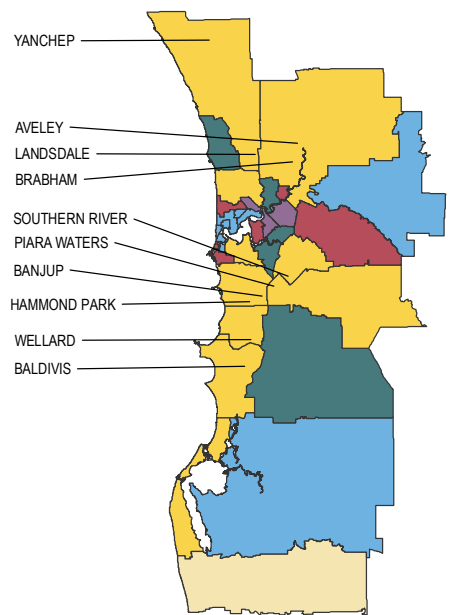 YANCHEP
AVELEY
LANDSDALE
BRABHAM
SOUTHERN RIVER
PIARA WATERS
BANJUP
HAMMOND PARK
WELLARD
BALDIVIS